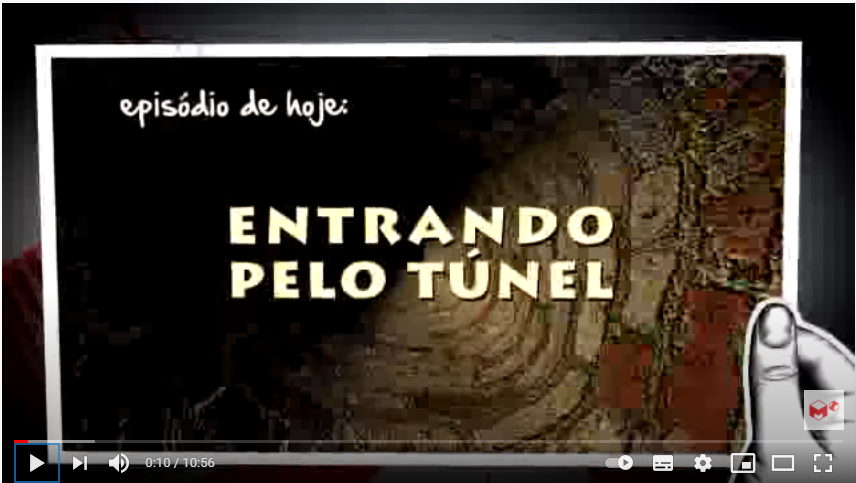 episódio de hoje:
ENTRANDO
PELO TÚNEL
0:10 / 10:56